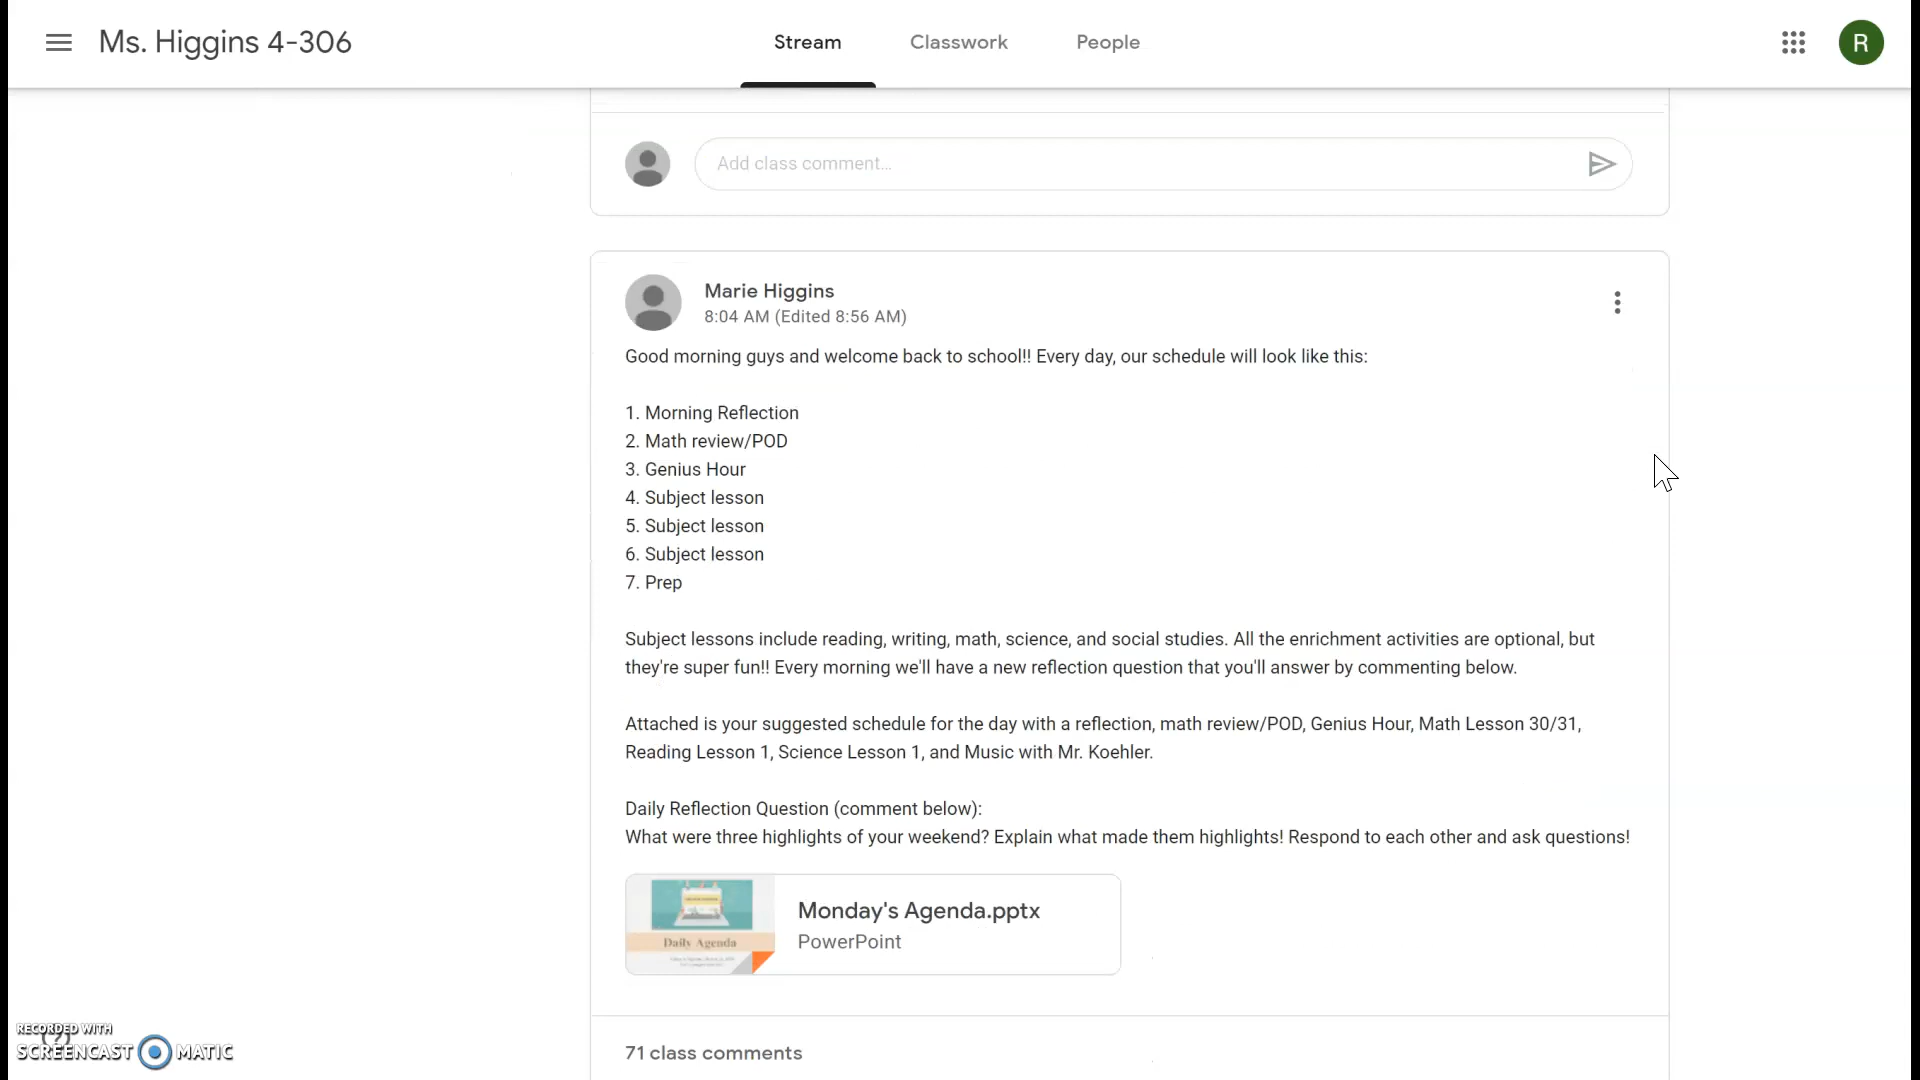 Ms. Higgins 4-306
Stream
Classwork
People
R
Add class comment...
Marie Higgins
8:04 AM (Edited 8:56 AM)
Good morning guys and welcome back to school!! Every day, our schedule will look like this:
1. Morning Reflection
2. Math review/POD
3. Genius Hour
4. Subject lesson
5. Subject lesson
6. Subject lesson
7. Prep
Subject lessons include reading, writing, math, science, and social studies. All the enrichment activities are optional, but
they're super fun!! Every morning we'll have a new reflection question that you'll answer by commenting below.
Attached is your suggested schedule for the day with a reflection, math review/POD, Genius Hour, Math Lesson 30/31,
Reading Lesson 1, Science Lesson 1, and Music with Mr. Koehler.
Daily Reflection Question (comment below):
What were three highlights of your weekend? Explain what made them highlights! Respond to each other and ask questions!
Daily Agenda
Monday's Agenda.pptx
PowerPoint
71 class comments
RECORDED WITH
SCREENCAST MATIC